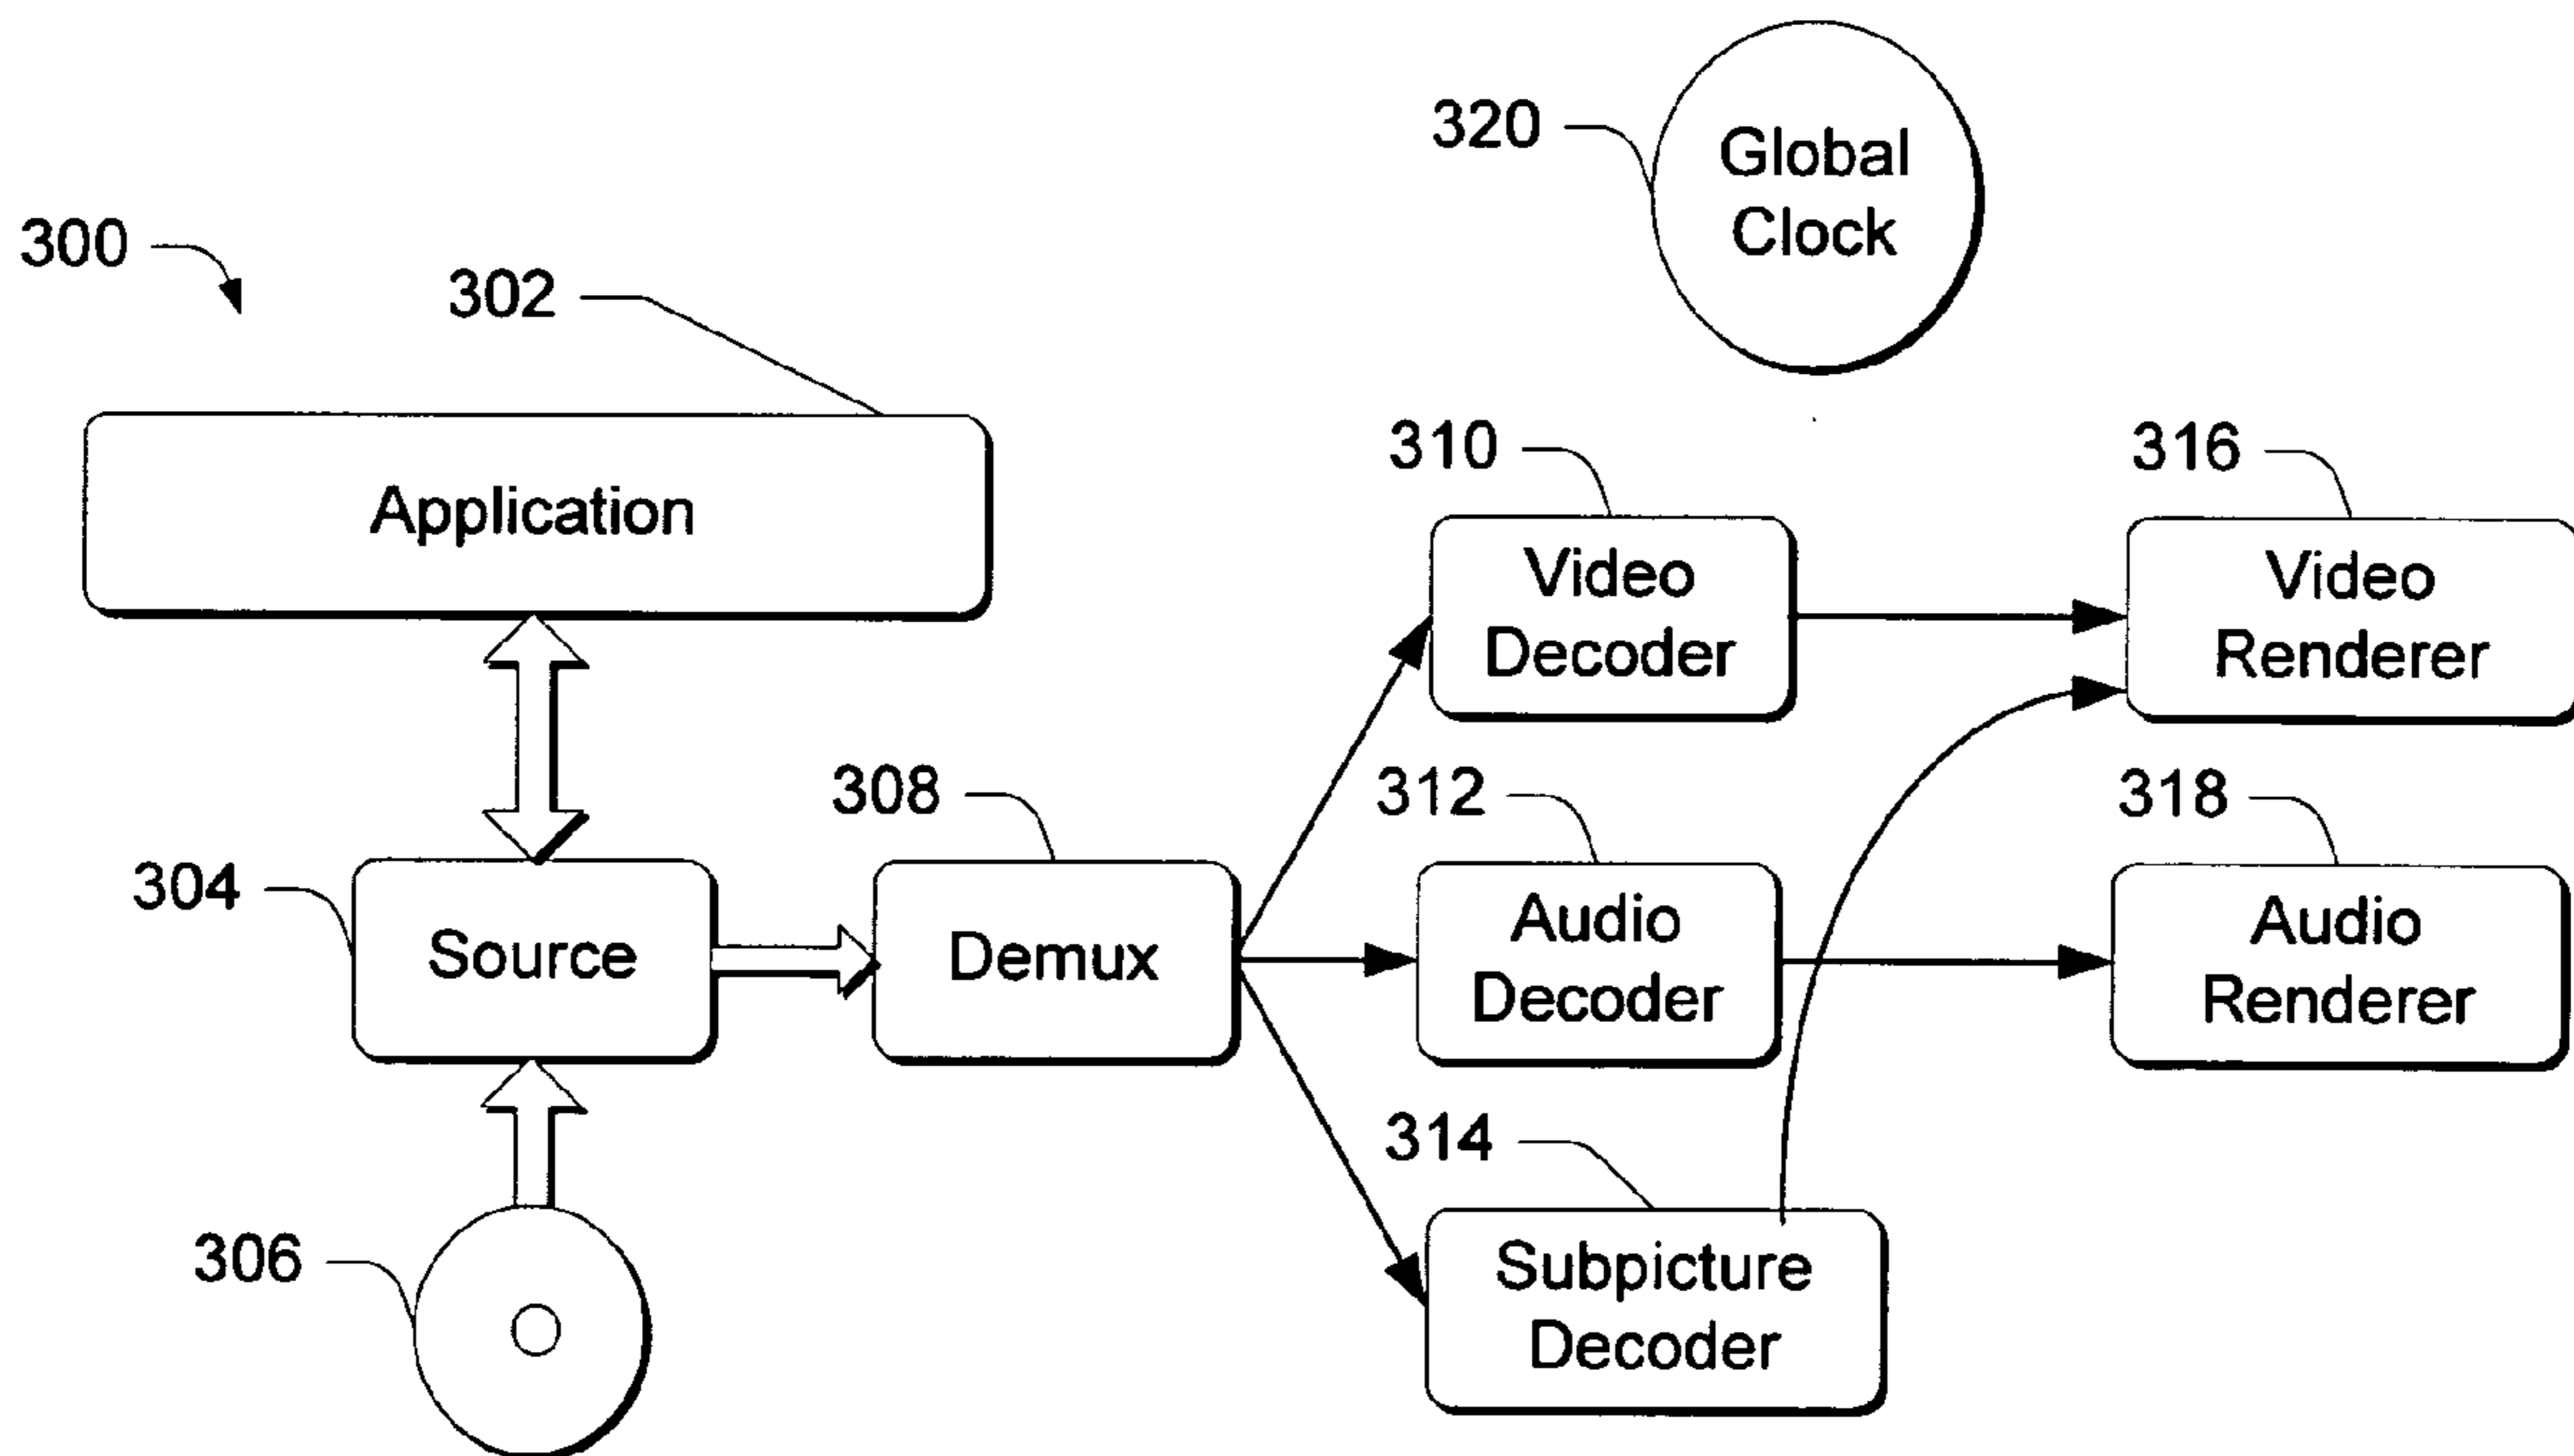 320
Global
Clock
300
302
Application
310
Video
Decoder
316
Video
Renderer
304
Source
308
Demux
312
Audio
Decoder
318
Audio
Renderer
306
314
Subpicture
Decoder